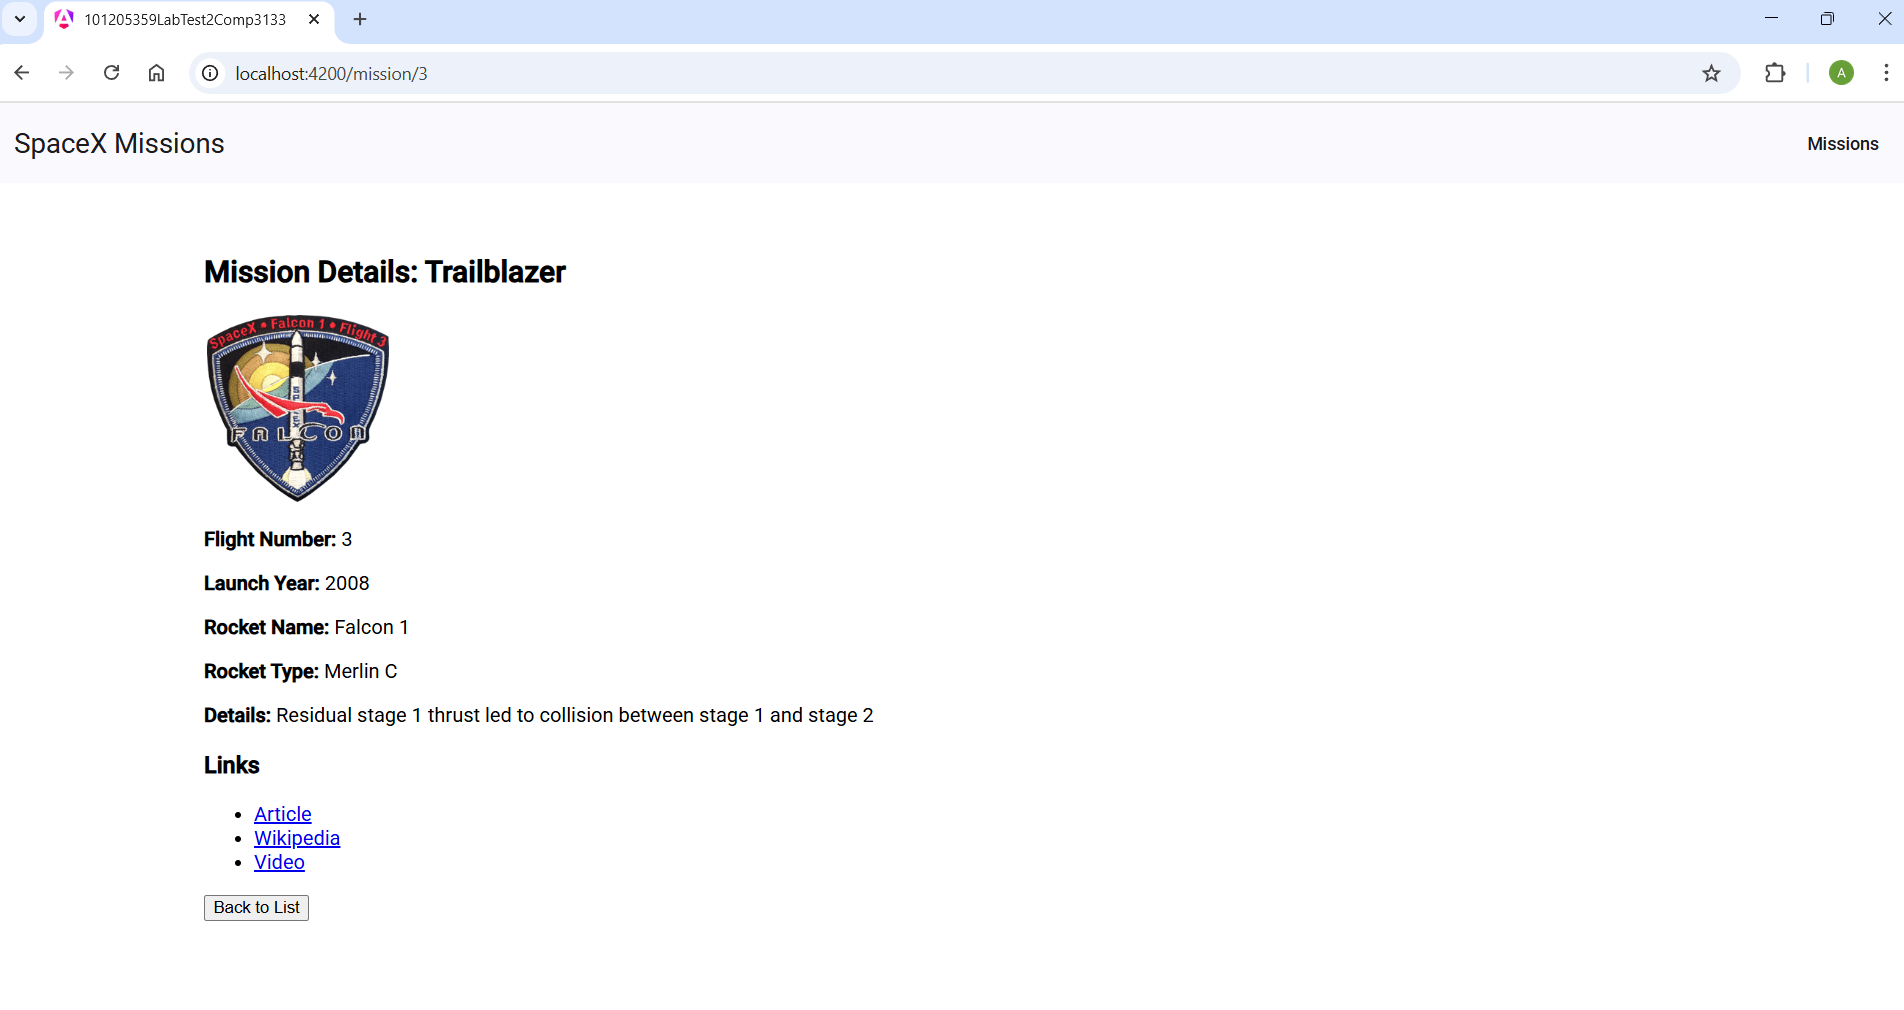 101205359LabTest2Comp3133
localhost:4200/mission/3
A
SpaceX Missions
Missions
Mission Details: Trailblazer
SpaceX • Falcon 1 • Flight 3
SPACEX
FALCON
Flight Number: 3
Launch Year: 2008
Rocket Name: Falcon 1
Rocket Type: Merlin C
Details: Residual stage 1 thrust led to collision between stage 1 and stage 2
Links
• Article
• Wikipedia
• Video
Back to List